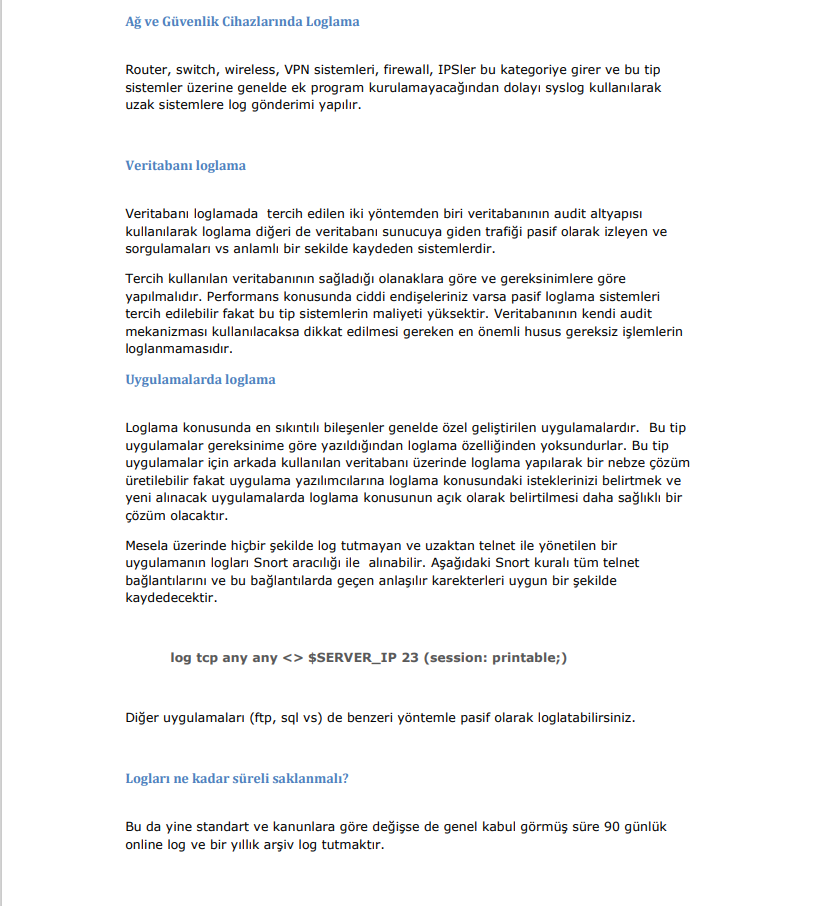 Ağ ve Güvenlik Cihazlarında Loglama
Router, switch, wireless, VPN sistemleri, firewall, IPSler bu kategoriye girer ve bu tip
sistemler üzerine genelde ek program kurulamayacağından dolayı syslog kullanılarak
uzak sistemlere log gönderimi yapılır.
Veritabanı loglama
Veritabanı loglamada  tercih edilen iki yöntemden biri veritabanının audit altyapısı
kullanılarak loglama diğeri de veritabanı sunucuya giden trafiği pasif olarak izleyen ve
sorgulamaları vs anlamlı bir sekilde kaydeden sistemlerdir.
Tercih kullanılan veritabanının sağladığı olanaklara göre ve gereksinimlere göre
yapılmalıdır. Performans konusunda ciddi endişeleriniz varsa pasif loglama sistemleri
tercih edilebilir fakat bu tip sistemlerin maliyeti yüksektir. Veritabanının kendi audit
mekanizması kullanılacaksa dikkat edilmesi gereken en önemli husus gereksiz işlemlerin
loglanmamasıdır.
Uygulamalarda loglama
Loglama konusunda en sıkıntılı bileşenler genelde özel geliştirilen uygulamalardır.  Bu tip
uygulamalar gereksinime göre yazıldığından loglama özelliğinden yoksundurlar. Bu tip
uygulamalar için arkada kullanılan veritabanı üzerinde loglama yapılarak bir nebze çözüm
üretilebilir fakat uygulama yazılımcılarına loglama konusundaki isteklerinizi belirtmek ve
yeni alınacak uygulamalarda loglama konusunun açık olarak belirtilmesi daha sağlıklı bir
çözüm olacaktır.
Mesela üzerinde hiçbir şekilde log tutmayan ve uzaktan telnet ile yönetilen bir
uygulamanın logları Snort aracılığı ile  alınabilir. Aşağıdaki Snort kuralı tüm telnet
bağlantılarını ve bu bağlantılarda geçen anlaşılır karekterleri uygun bir şekilde
kaydedecektir.
log tcp any any <> $SERVER_IP 23 (session: printable;)
Diğer uygulamaları (ftp, sql vs) de benzeri yöntemle pasif olarak loglatabilirsiniz.
Logları ne kadar süreli saklanmalı?
Bu da yine standart ve kanunlara göre değişse de genel kabul görmüş süre 90 günlük
online log ve bir yıllık arşiv log tutmaktır.